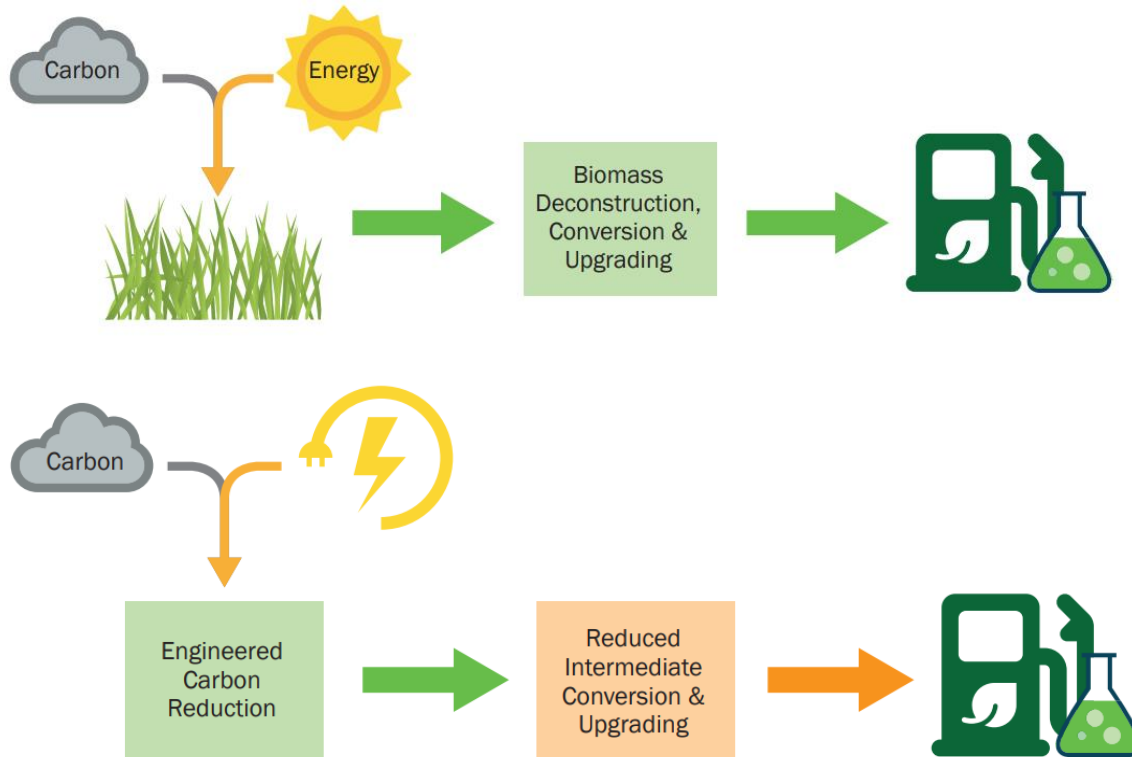 Carbon
Energy
Biomass
Deconstruction,
Conversion &
Upgrading
Carbon
Engineered
Carbon
Reduction
Reduced
Intermediate
Conversion &
Upgrading